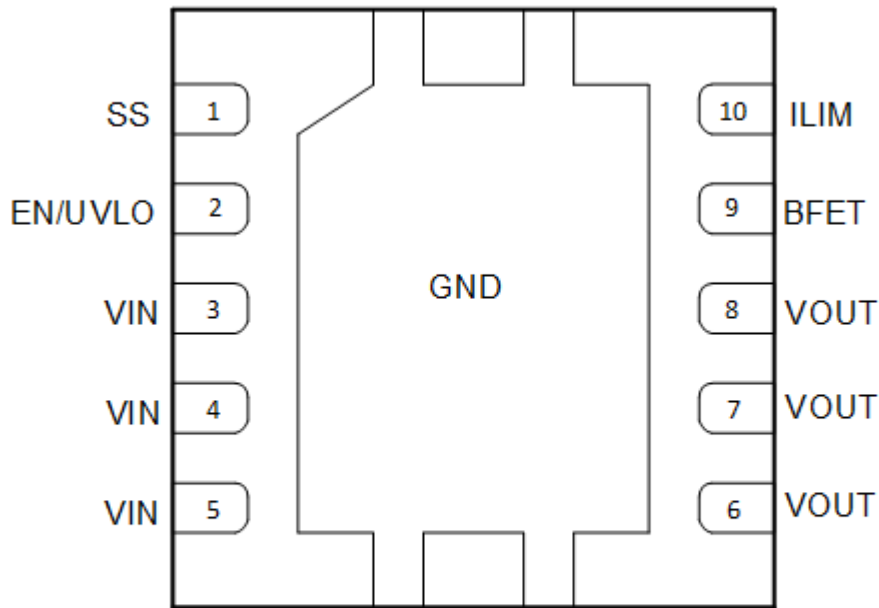 SS 1
EN/UVLO 2
VIN 3
VIN 4
VIN 5
GND
10 ILIM
9 BFET
8 VOUT
7 VOUT
6 VOUT